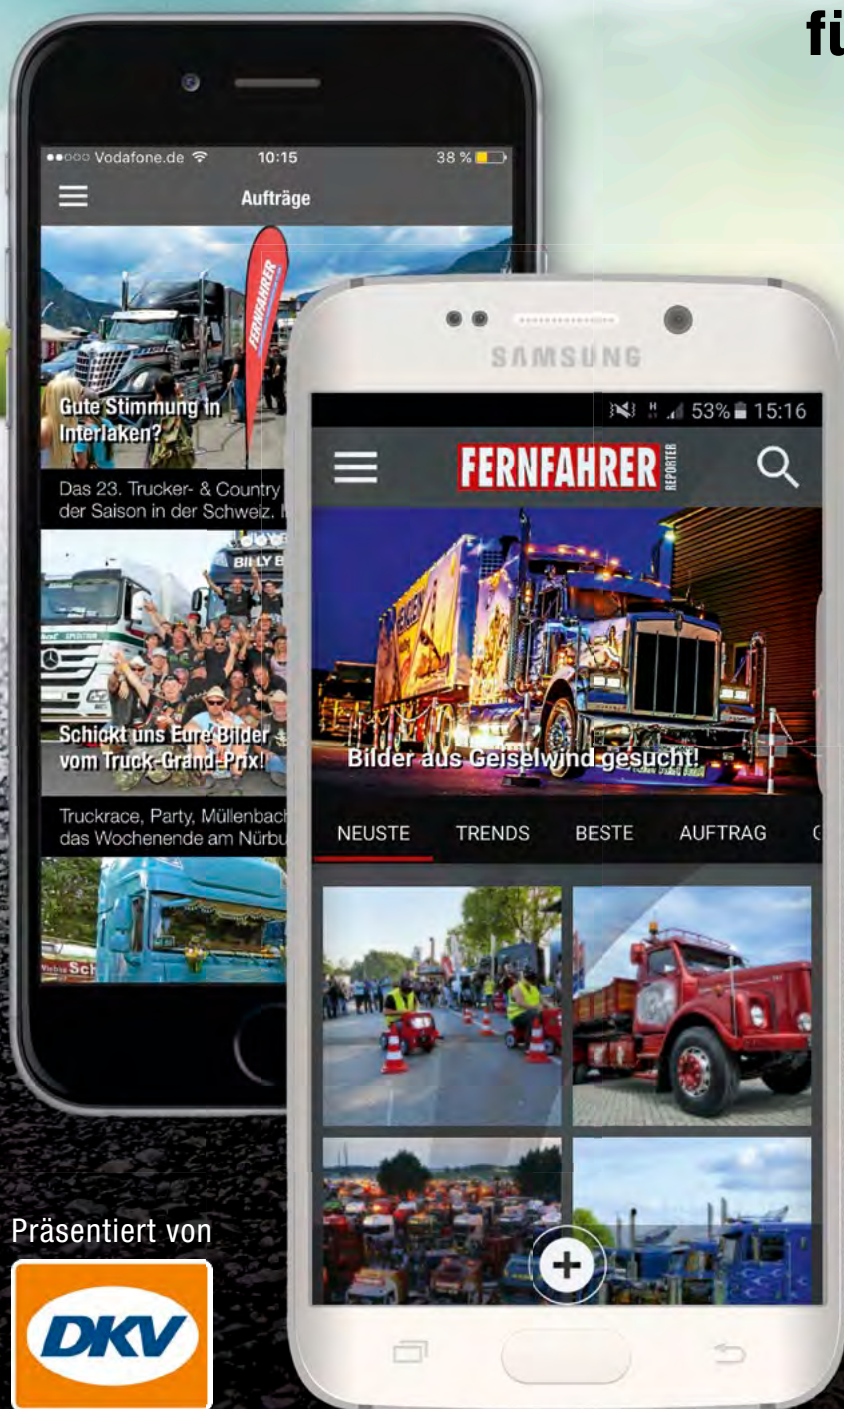 fü
Vodafone.de 10:15 38 %
Aufträge
FERNFAHRER
Gute Stimmung in
Interlaken?
Das 23. Trucker- & Country
der Saison in der Schweiz.
BILLY B
SPEDITION
Schickt uns Eure Bilder
vom Truck-Grand-Prix!
Truckrace, Party, Müllenbach
das Wochenende am Nürbu
Sch
SAMSUNG
H 53% 15:16
FERNFAHRER REPORTER
Bilder aus Geiselwind gesucht!
NEUSTE TRENDS BESTE AUFTRAG
Präsentiert von
DKV